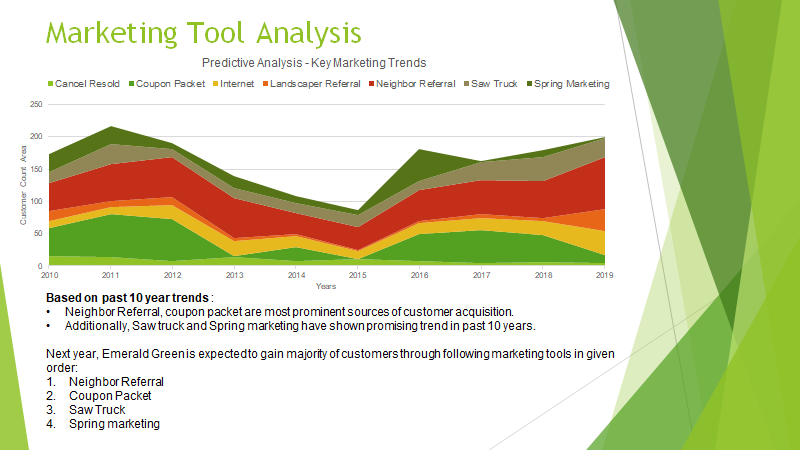 Marketing Tool Analysis
Predictive Analysis - Key Marketing Trends
Cancel Resold Coupon Packet Internet Landscaper Referral Neighbor Referral Saw Truck Spring Marketing
250
200
150
100
50
0
Customer Count Area
2010 2011 2012 2013 2014 2015 2016 2017 2018 2019
Years
Based on past 10 year trends :
• Neighbor Referral, coupon packet are most prominent sources of customer acquisition.
• Additionally, Saw truck and Spring marketing have shown promising trend in past 10 years.
Next year, Emerald Green is expected to gain majority of customers through following marketing tools in given
order:
1. Neighbor Referral
2. Coupon Packet
3. Saw Truck
4. Spring marketing